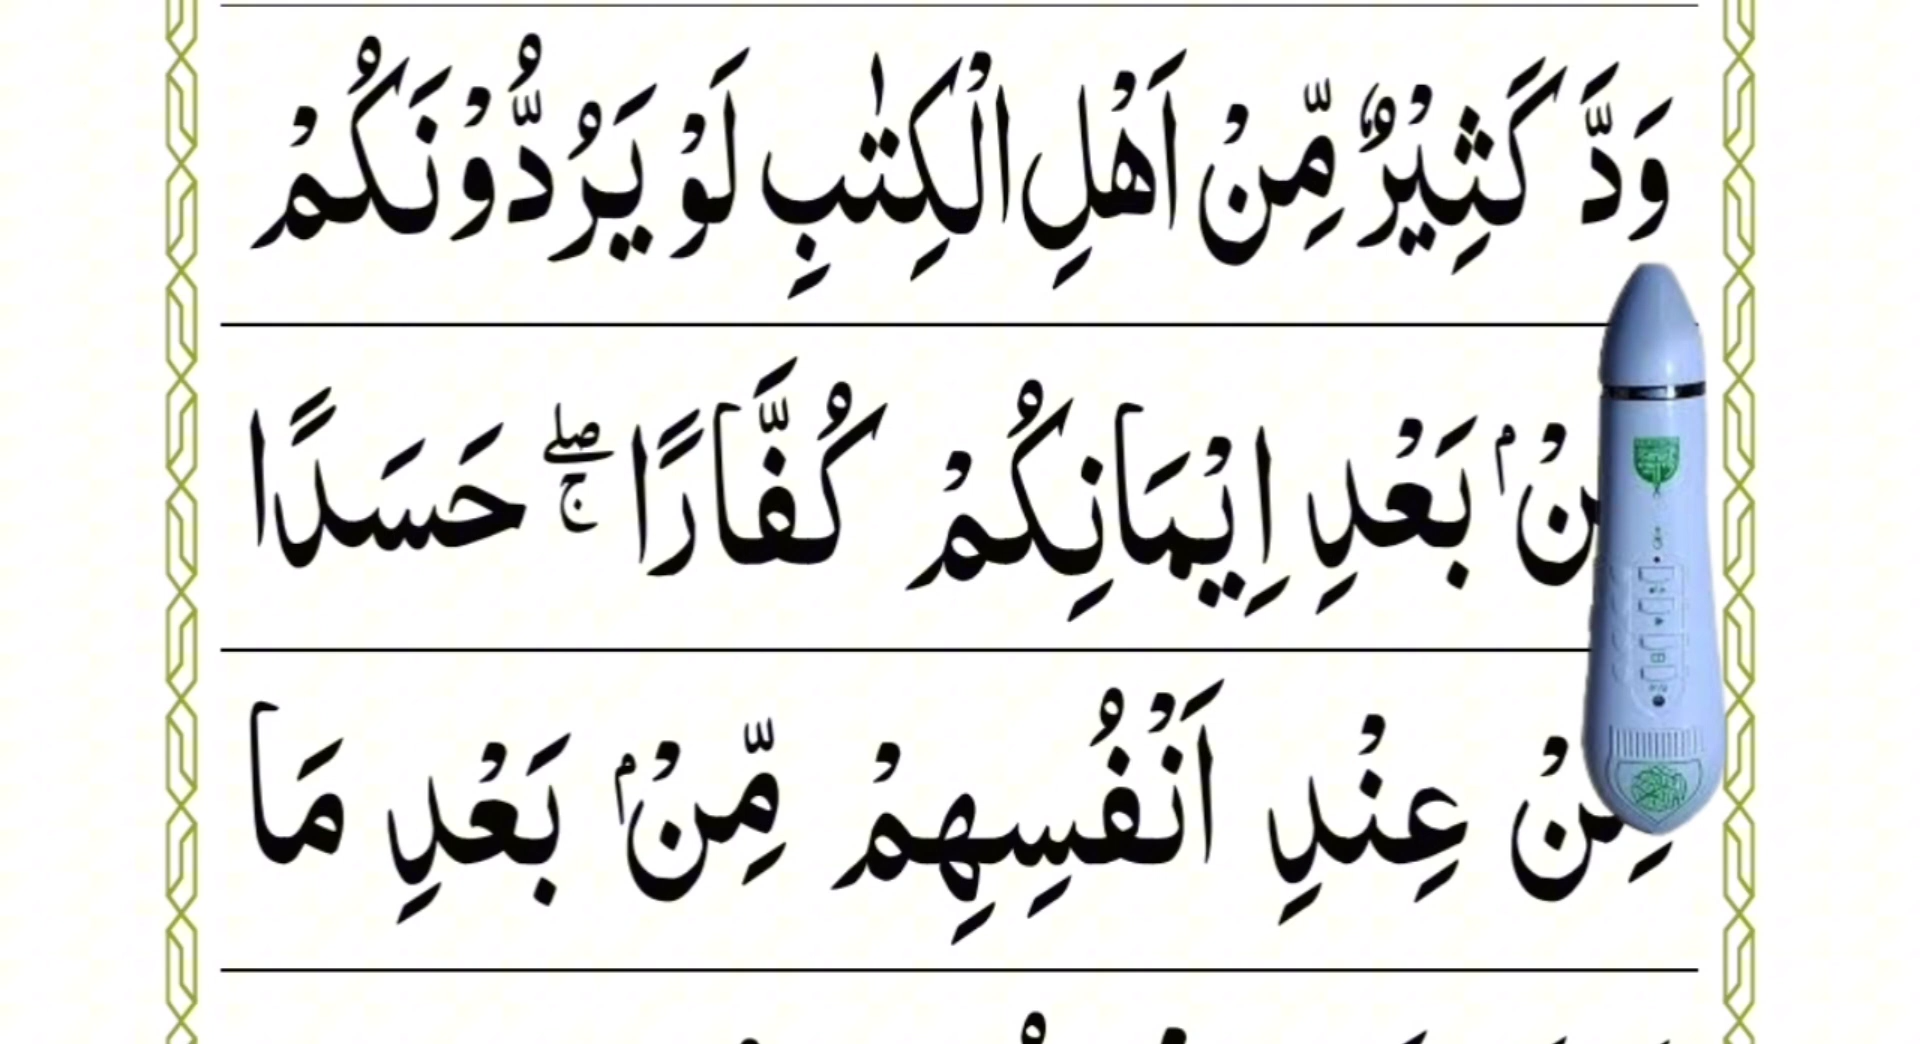 وَدَّ كَثِيْرٌ مِّنْ اَهْلِ الْكِتٰبِ لَوْ يَرُدُّوْنَكُمْ
بَعْدِ اِيْمَانِكُمْ كُفَّارًا ۚۖ حَسَدًا
مِنْ عِنْدِ اَنْفُسِهِمْ مِّنْۢ بَعْدِ مَا